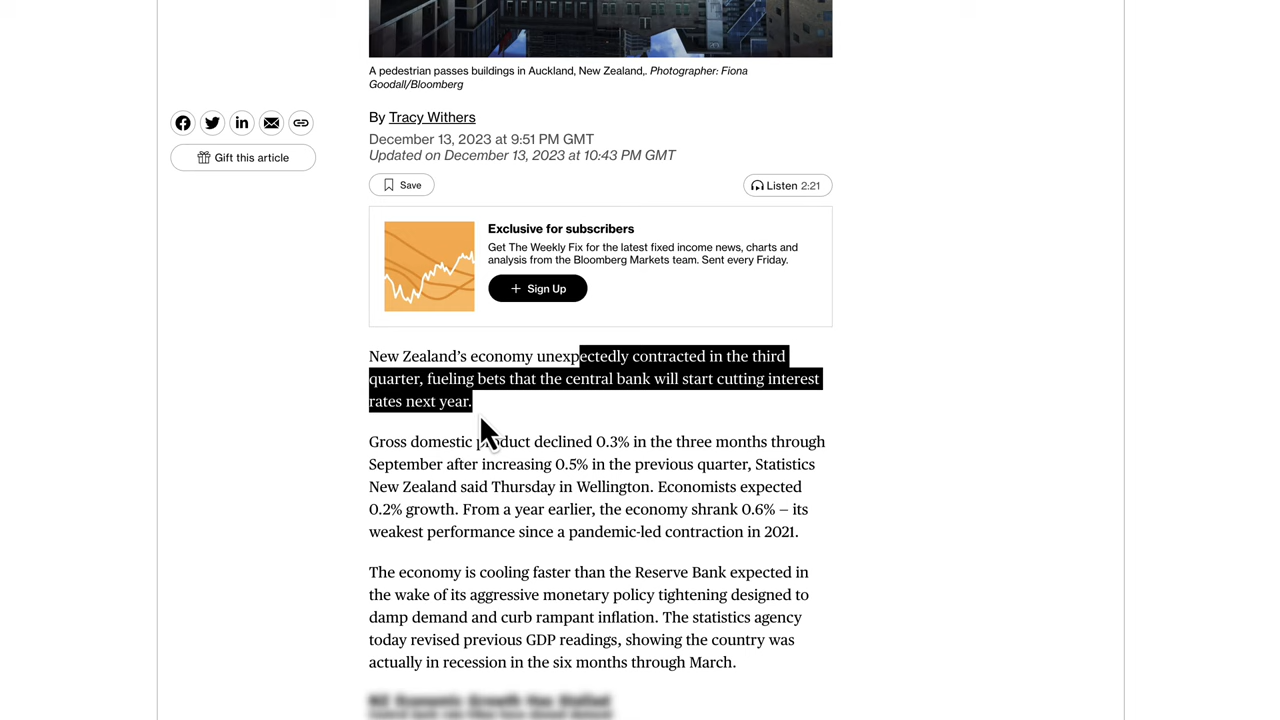 A pedestrian passes buildings in Auckland, New Zealand,. Photographer: Fiona
Goodall/Bloomberg
By Tracy Withers
December 13, 2023 at 9:51 PM GMT
Updated on December 13, 2023 at 10:43 PM GMT
Gift this article
Save
Listen 2:21
Exclusive for subscribers
Get The Weekly Fix for the latest fixed income news, charts and
analysis from the Bloomberg Markets team. Sent every Friday.
+ Sign Up
New Zealand’s economy unexpectedly contracted in the third
quarter, fueling bets that the central bank will start cutting interest
rates next year.
Gross domestic product declined 0.3% in the three months through
September after increasing 0.5% in the previous quarter, Statistics
New Zealand said Thursday in Wellington. Economists expected
0.2% growth. From a year earlier, the economy shrank 0.6% — its
weakest performance since a pandemic-led contraction in 2021.
The economy is cooling faster than the Reserve Bank expected in
the wake of its aggressive monetary policy tightening designed to
damp demand and curb rampant inflation. The statistics agency
today revised previous GDP readings, showing the country was
actually in recession in the six months through March.
NZ Economic Growth Has Stalled